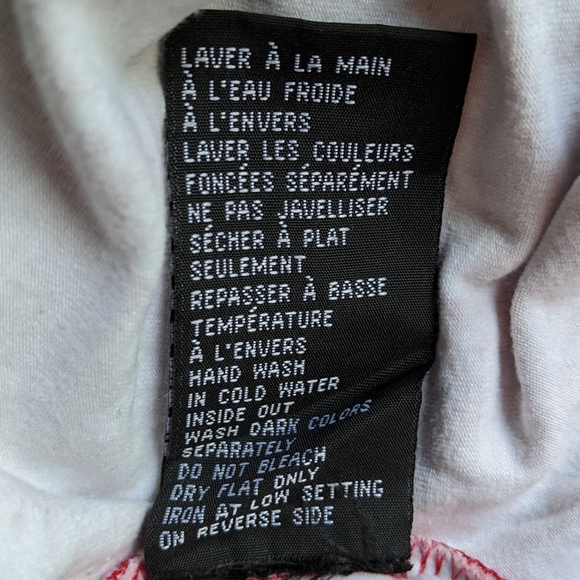 LAVER À LA MAIN
À L'EAU FROIDE
À L'ENVERS
LAVER LES COULEURS
FONCÉES SÉPARÉMENT
NE PAS JAVELLISER
SÉCHER À PLAT
SEULEMENT
REPASSER À BASSE
TEMPÉRATURE
À L'ENVERS
HAND WASH
IN COLD WATER
INSIDE OUT
WASH DARK COLORS
SEPARATELY
DO NOT BLEACH
DRY FLAT ONLY
IRON AT LOW SETTING
ON REVERSE SIDE